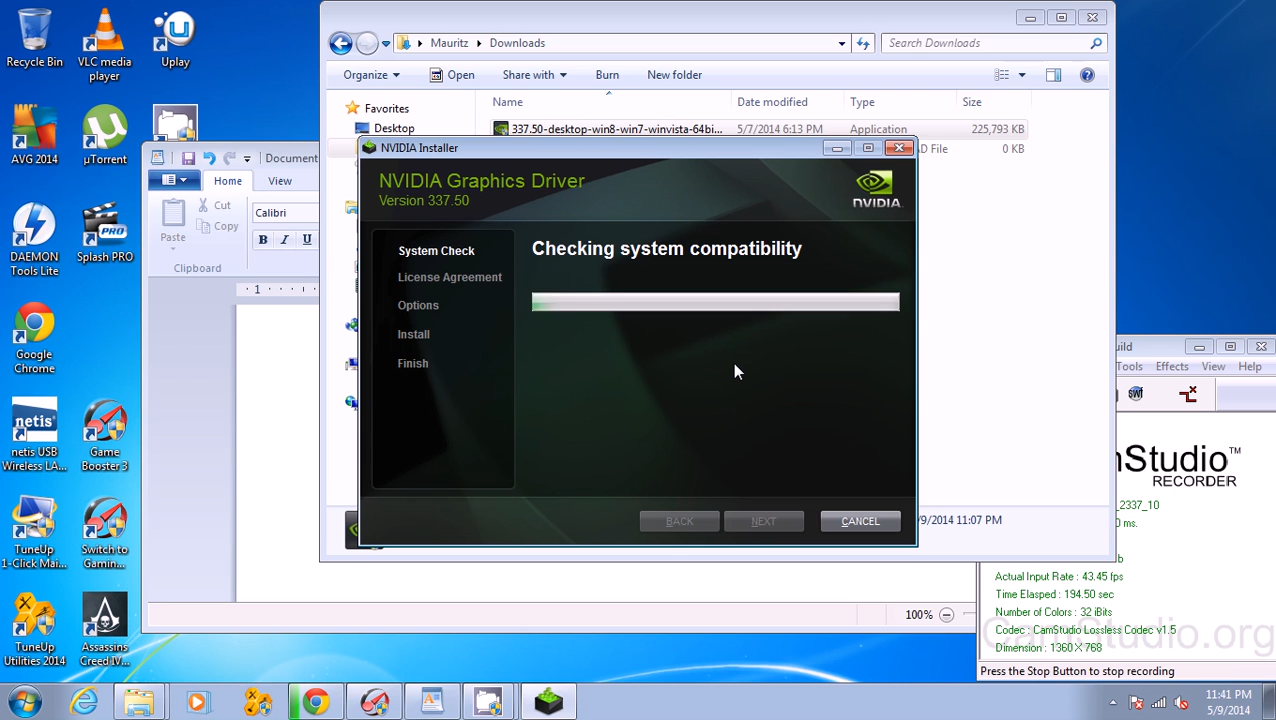 Recycle Bin
VLC media
player
Uplay
AVG 2014
µTorrent
DAEMON
Tools Lite
Splash PRO
Google
Chrome
netis
netis USB
Wireless LA...
Game
Booster 3
TuneUp
1-Click Mai...
Switch to
Gamin...
TuneUp
Utilities 2014
Assassins
Creed IV...
Mauritz
Downloads
Search Downloads
Organize
Open
Share with
Burn
New folder
Favorites
Desktop
Name
Date modified
Type
Size
337.50-desktop-win8-win7-winvista-64bi...
5/7/2014 6:13 PM
Application
225,793 KB
D File
0 KB
/9/2014 11:07 PM
Document
Home
View
Paste
Cut
Copy
Calibri
B I U
Clipboard
1
100%
NVIDIA Installer
NVIDIA Graphics Driver
Version 337.50
NVIDIA
System Check
License Agreement
Options
Install
Finish
Checking system compatibility
BACK
NEXT
CANCEL
uild
Tools
Effects
View
Help
SWF
mStudio™
RECORDER
_2337_10
0 ms.
b
Actual Input Rate : 43.45 fps
Time Elasped : 194.50 sec
Number of Colors : 32 iBits
Codec : CamStudio Lossless Codec v1.5
Dimension : 1360 X 768
CamStudio.org
Press the Stop Button to stop recording
11:41 PM
5/9/2014